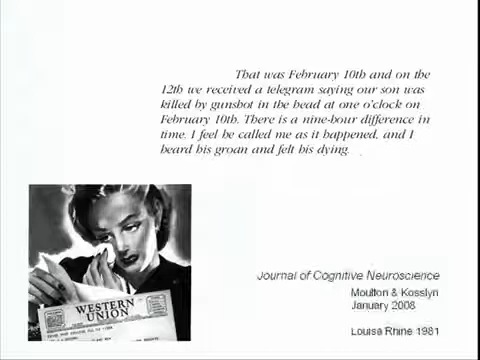 That was February 10th and on the
12th we received a telegram saying our son was
killed by gunshot in the head at one o'clock on
February 10th. There is a nine-hour difference in
time. I feel he called me as it happened, and I
heard his groan and felt his dying.
WESTERN
UNION
Journal of Cognitive Neuroscience
Moulton & Kosslyn
January 2008
Louisa Rhine 1981